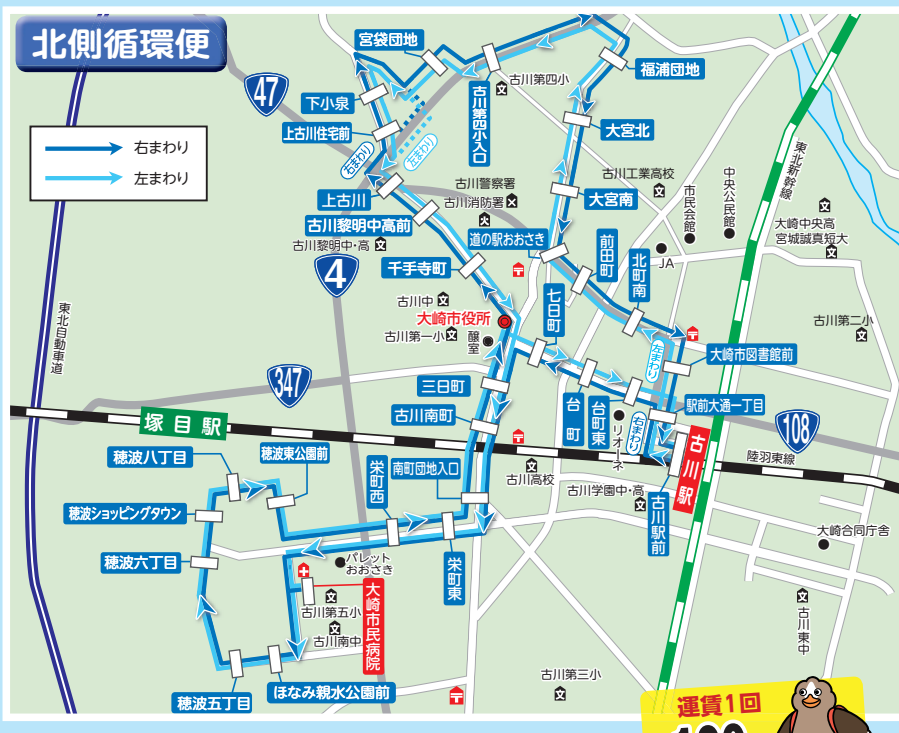 北側循環便
右まわり
左まわり
47
宮袋団地
下小泉
上古川住宅前
右まわり
左まわり
古川第四小
古川第四小入口
福浦団地
大宮北
大宮南
上古川
古川黎明中高前
古川黎明中・高
古川警察署
古川消防署
古川工業高校
市民会館
中央公民館
東北新幹線
大崎中央高
宮城誠真短大
道の駅おおさき
前田町
北町南
JA
4
千手寺町
七日町
古川中
大崎市役所
古川第一小
醸室
古川第二小
東北自動車道
左まわり
大崎市図書館前
347
三日町
古川南町
台町
台町東
リオーネ
右まわり
駅前大通一丁目
108
塚目駅
古川駅
陸羽東線
穂波八丁目
穂波東公園前
栄町西
南町団地入口
古川高校
古川学園中・高
古川駅前
穂波ショッピングタウン
穂波六丁目
パレット
おおさき
栄町東
大崎合同庁舎
大崎市民病院
古川第五小
古川南中
古川東中
穂波五丁目
ほなみ親水公園前
古川第三小
運賃1回